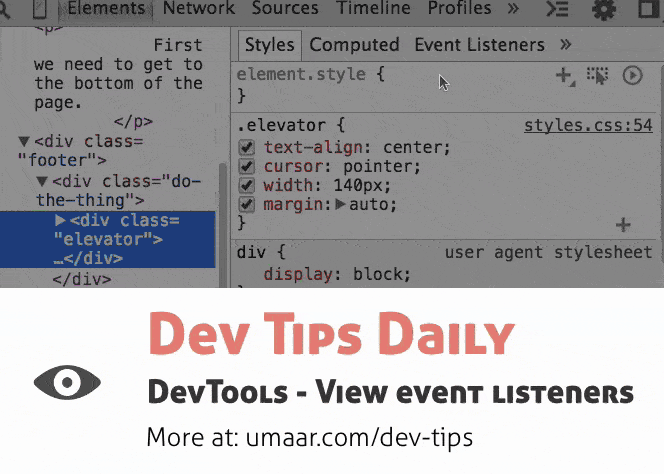 Elements Network Sources Timeline Profiles »
<p>
First
we need to get to
the bottom of the
page.
</p>
▼<div class=
"footer">
▼<div class="do-
the-thing">
▶<div class=
"elevator">
…</div>
</div>
Styles Computed Event Listeners »
element.style {
}
.elevator { styles.css:54
text-align: center;
cursor: pointer;
width: 140px;
margin:▶auto;
}
div { user agent stylesheet
display: block;
Dev Tips Daily
DevTools - View event listeners
More at: umaar.com/dev-tips